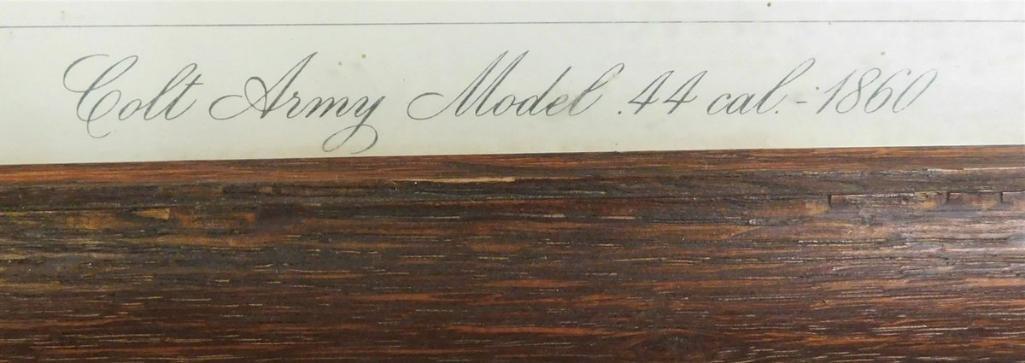 Colt Army Model .44 cal. - 1860